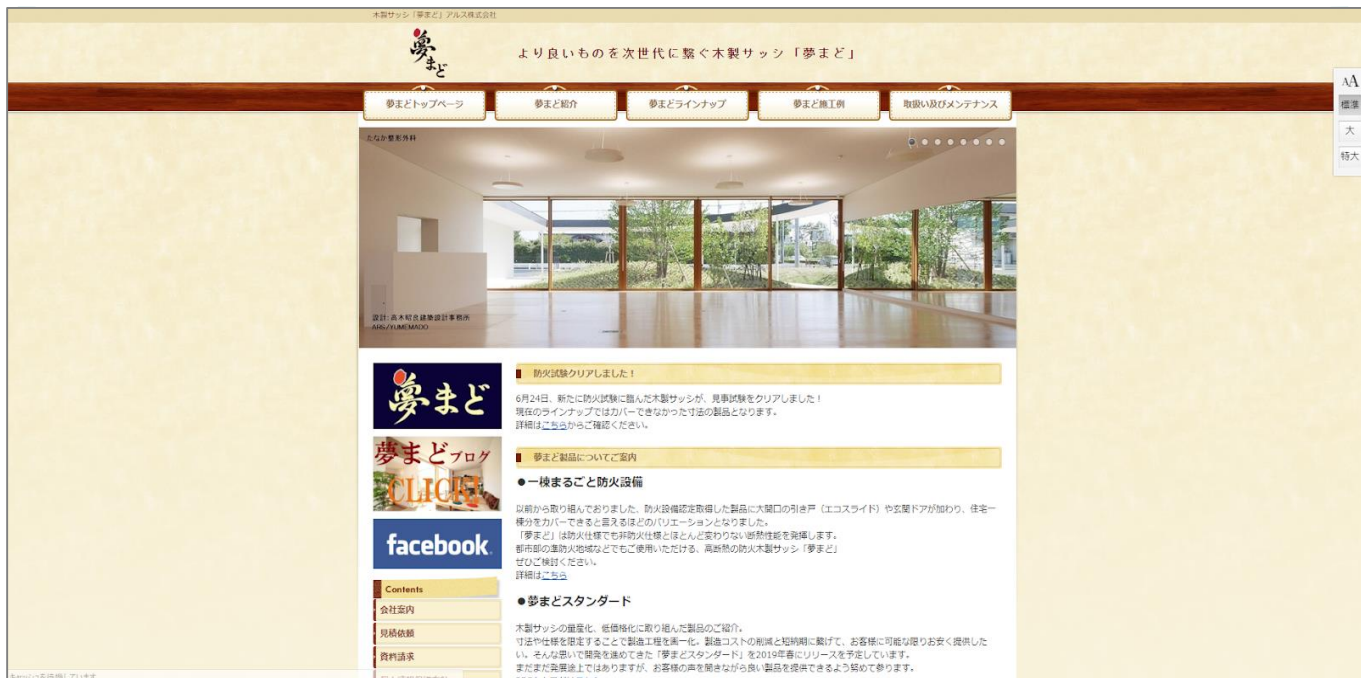 木製サッシ「夢まど」アルス株式会社
夢まど
より良いものを次世代に繋ぐ木製サッシ「夢まど」
AA
標準
大
特大
夢まどトップページ
夢まど紹介
夢まどラインナップ
夢まど施工例
取扱い及びメンテナンス
たなか整形外科
設計:高木昭良建築設計事務所
ARS/YUMEMADO
夢まど
夢まどブログ
CLICK!
facebook
Contents
会社案内
見積依頼
資料請求
防火試験クリアしました！
6月24日、新たに防火試験に臨んだ木製サッシが、見事試験をクリアしました！
現在のラインナップではカバーできなかった寸法の製品となります。
詳細はこちらからご確認ください。
夢まど製品についてご案内
●一棟まるごと防火設備
以前から取り組んでおりました、防火設備認定取得した製品に大開口の引き戸（エコスライド）や玄関ドアが加わり、住宅一
棟分をカバーできると言えるほどのバリエーションとなりました。
「夢まど」は防火仕様でも非防火仕様とほとんど変わりない断熱性能を発揮します。
都市部の準防火地域などでもご使用いただける、高断熱の防火木製サッシ「夢まど」
ぜひご検討ください。
詳細はこちら
●夢まどスタンダード
木製サッシの量産化、低価格化に取り組んだ製品のご紹介。
寸法や仕様を限定することで製造工程を画一化。製造コストの削減と短納期に繋げて、お客様に可能な限りお安く提供した
い。そんな思いで開発を進めてきた「夢まどスタンダード」を2019年春にリリースを予定しています。
まだまだ発展途上ではありますが、お客様の声を聞きながら良い製品を提供できるよう努めて参ります。